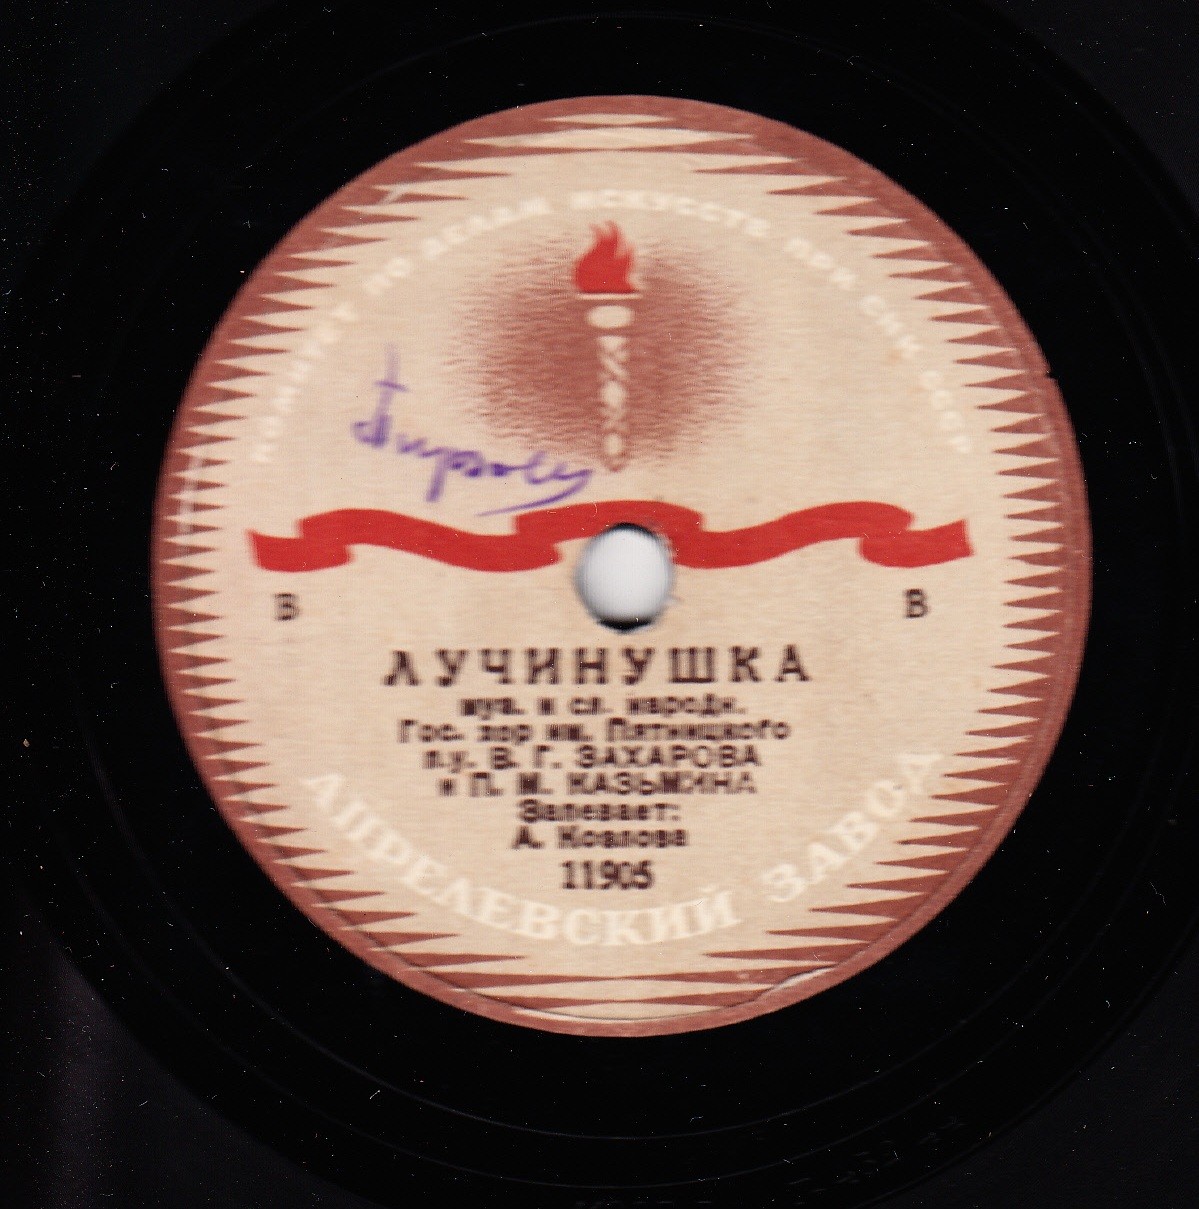 КОМИТЕТ ПО ДЕЛАМ ИСКУССТВ ПРИ СНК СССР
В В
ЛУЧИНУШКА
муз. и сл. народн.
Гос. хор им. Пятницкого
п.у. В. Г. ЗАХАРОВА
и П. М. КАЗЬМИНА
Запевает:
А. Козлова
11905
АПРЕЛЕВСКИЙ ЗАВОД